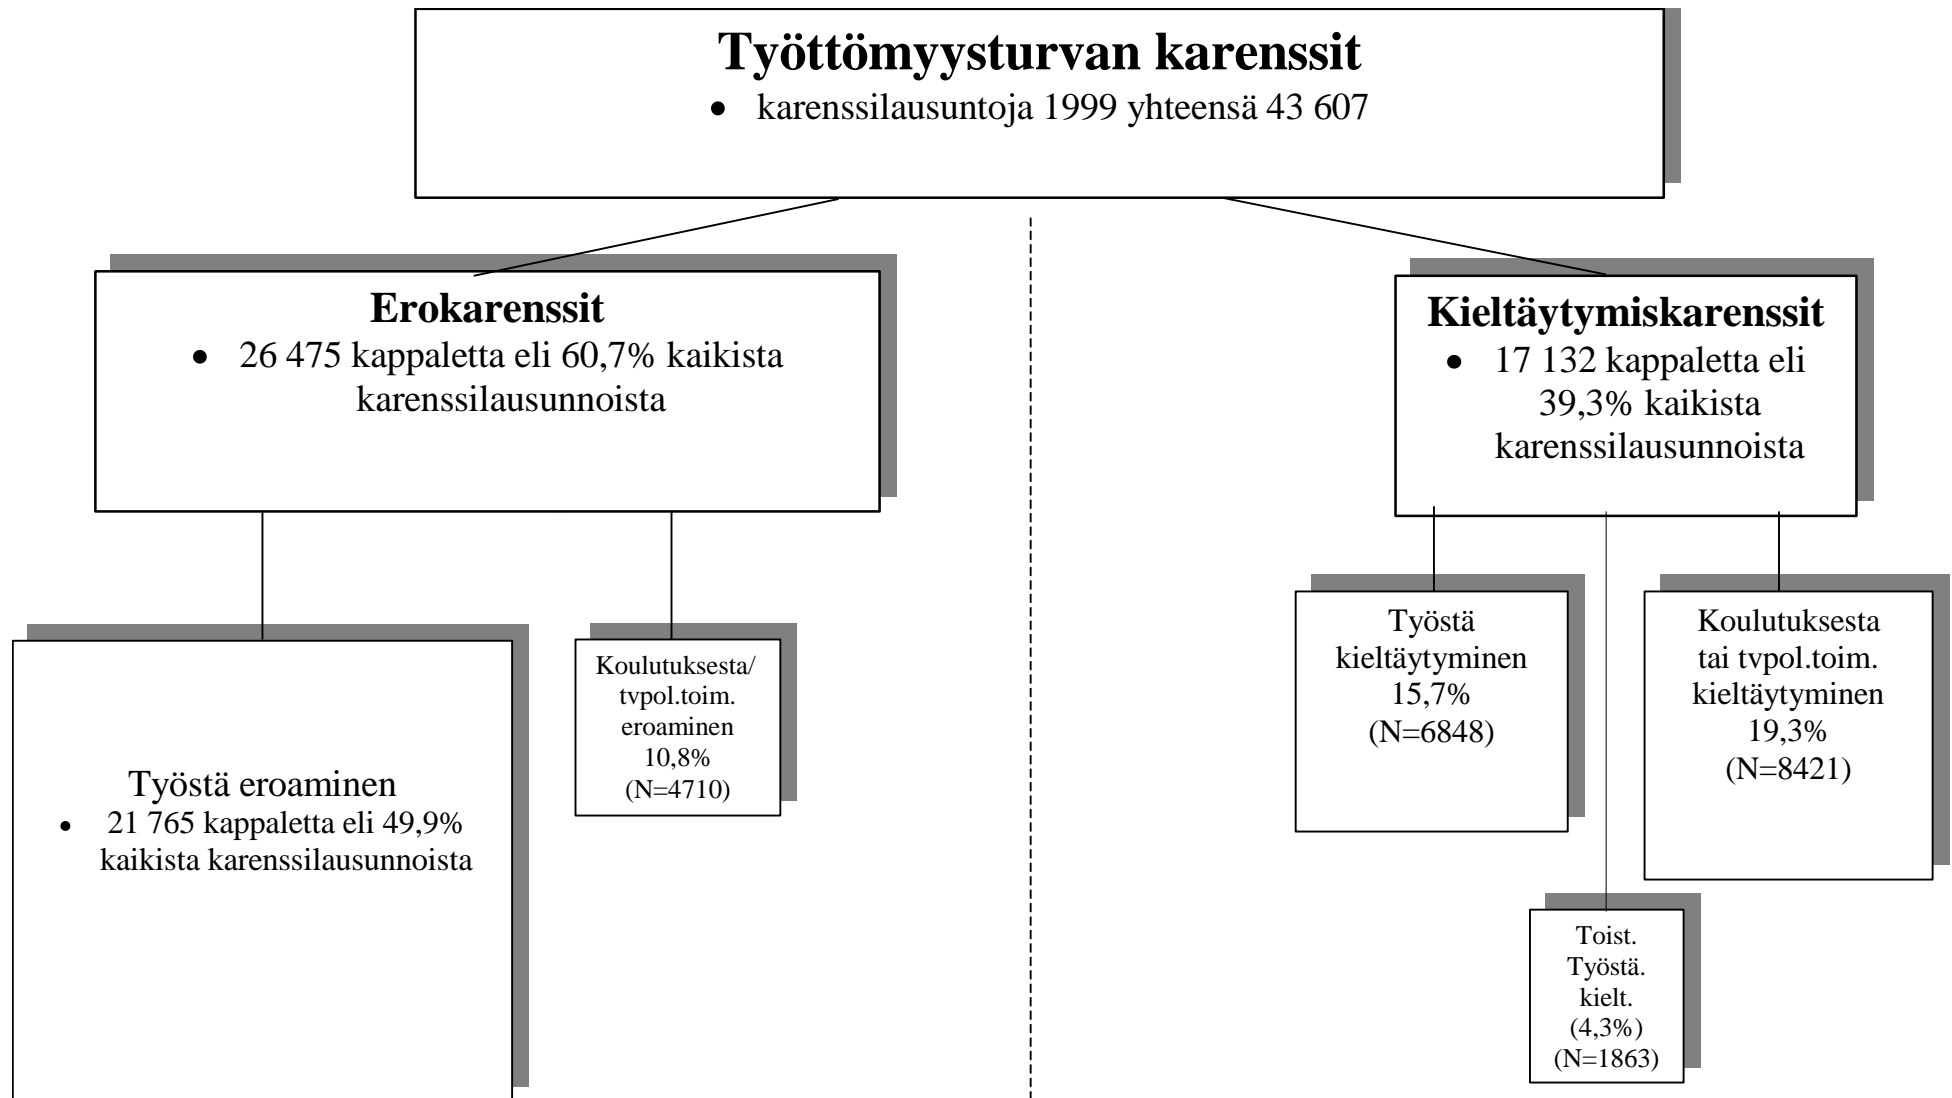 Työttömyysturvan karenssit
• karenssilausuntoja 1999 yhteensä 43 607
Erokarenssit
• 26 475 kappaletta eli 60,7% kaikista
karenssilausunnoista
Kieltäytymiskarenssit
• 17 132 kappaletta eli
39,3% kaikista
karenssilausunnoista
Työstä eroaminen
• 21 765 kappaletta eli 49,9%
kaikista karenssilausunnoista
Koulutuksesta/
tvpol.toim.
eroaminen
10,8%
(N=4710)
Työstä
kieltäytyminen
15,7%
(N=6848)
Koulutuksesta
tai tvpol.toim.
kieltäytyminen
19,3%
(N=8421)
Toist.
Työstä.
kielt.
(4,3%)
(N=1863)